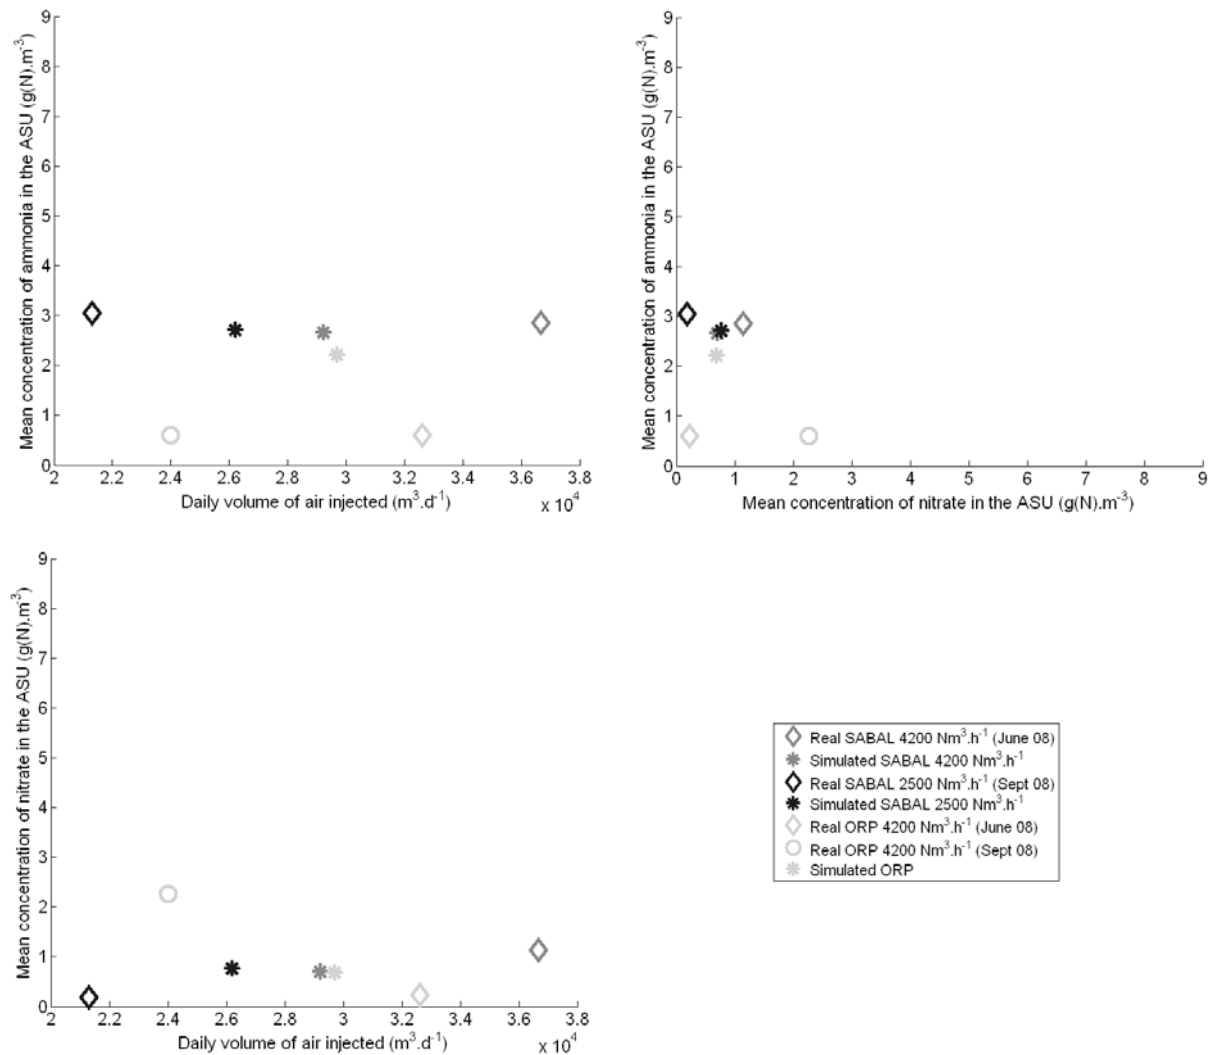 9
8
7
6
5
4
3
2
1
0
Mean concentration of ammonia in the ASU (g(N).m⁻³)
2 2.2 2.4 2.6 2.8 3 3.2 3.4 3.6 3.8
Daily volume of air injected (m³.d⁻¹)
x 10⁴
9
8
7
6
5
4
3
2
1
0
Mean concentration of ammonia in the ASU (g(N).m⁻³)
0 1 2 3 4 5 6 7 8 9
Mean concentration of nitrate in the ASU (g(N).m⁻³)
9
8
7
6
5
4
3
2
1
0
Mean concentration of nitrate in the ASU (g(N).m⁻³)
2 2.2 2.4 2.6 2.8 3 3.2 3.4 3.6 3.8
Daily volume of air injected (m³.d⁻¹)
x 10⁴
Real SABAL 4200 Nm³.h⁻¹ (June 08)
Simulated SABAL 4200 Nm³.h⁻¹
Real SABAL 2500 Nm³.h⁻¹ (Sept 08)
Simulated SABAL 2500 Nm³.h⁻¹
Real ORP 4200 Nm³.h⁻¹ (June 08)
Real ORP 4200 Nm³.h⁻¹ (Sept 08)
Simulated ORP